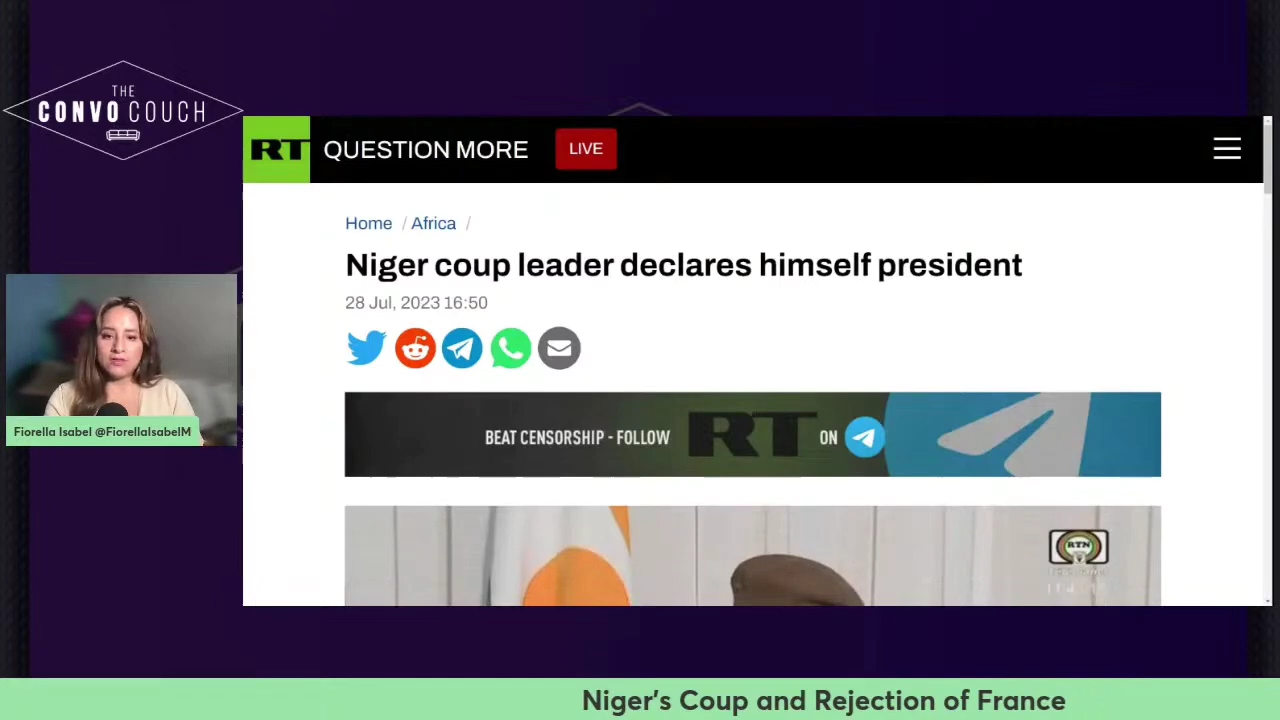 THE
CONVO COUCH
RT QUESTION MORE LIVE
Home / Africa /
Niger coup leader declares himself president
28 Jul, 2023 16:50
BEAT CENSORSHIP - FOLLOW RT ON
RTN
Fiorella Isabel @FiorellaIsabelM
Niger's Coup and Rejection of France